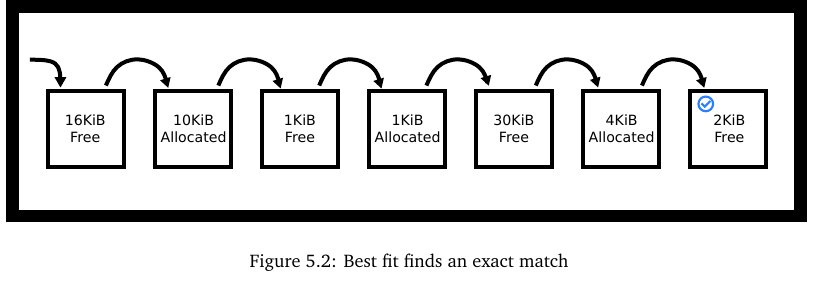 16KiB
Free
10KiB
Allocated
1KiB
Free
1KiB
Allocated
30KiB
Free
4KiB
Allocated
2KiB
Free
Figure 5.2: Best fit finds an exact match